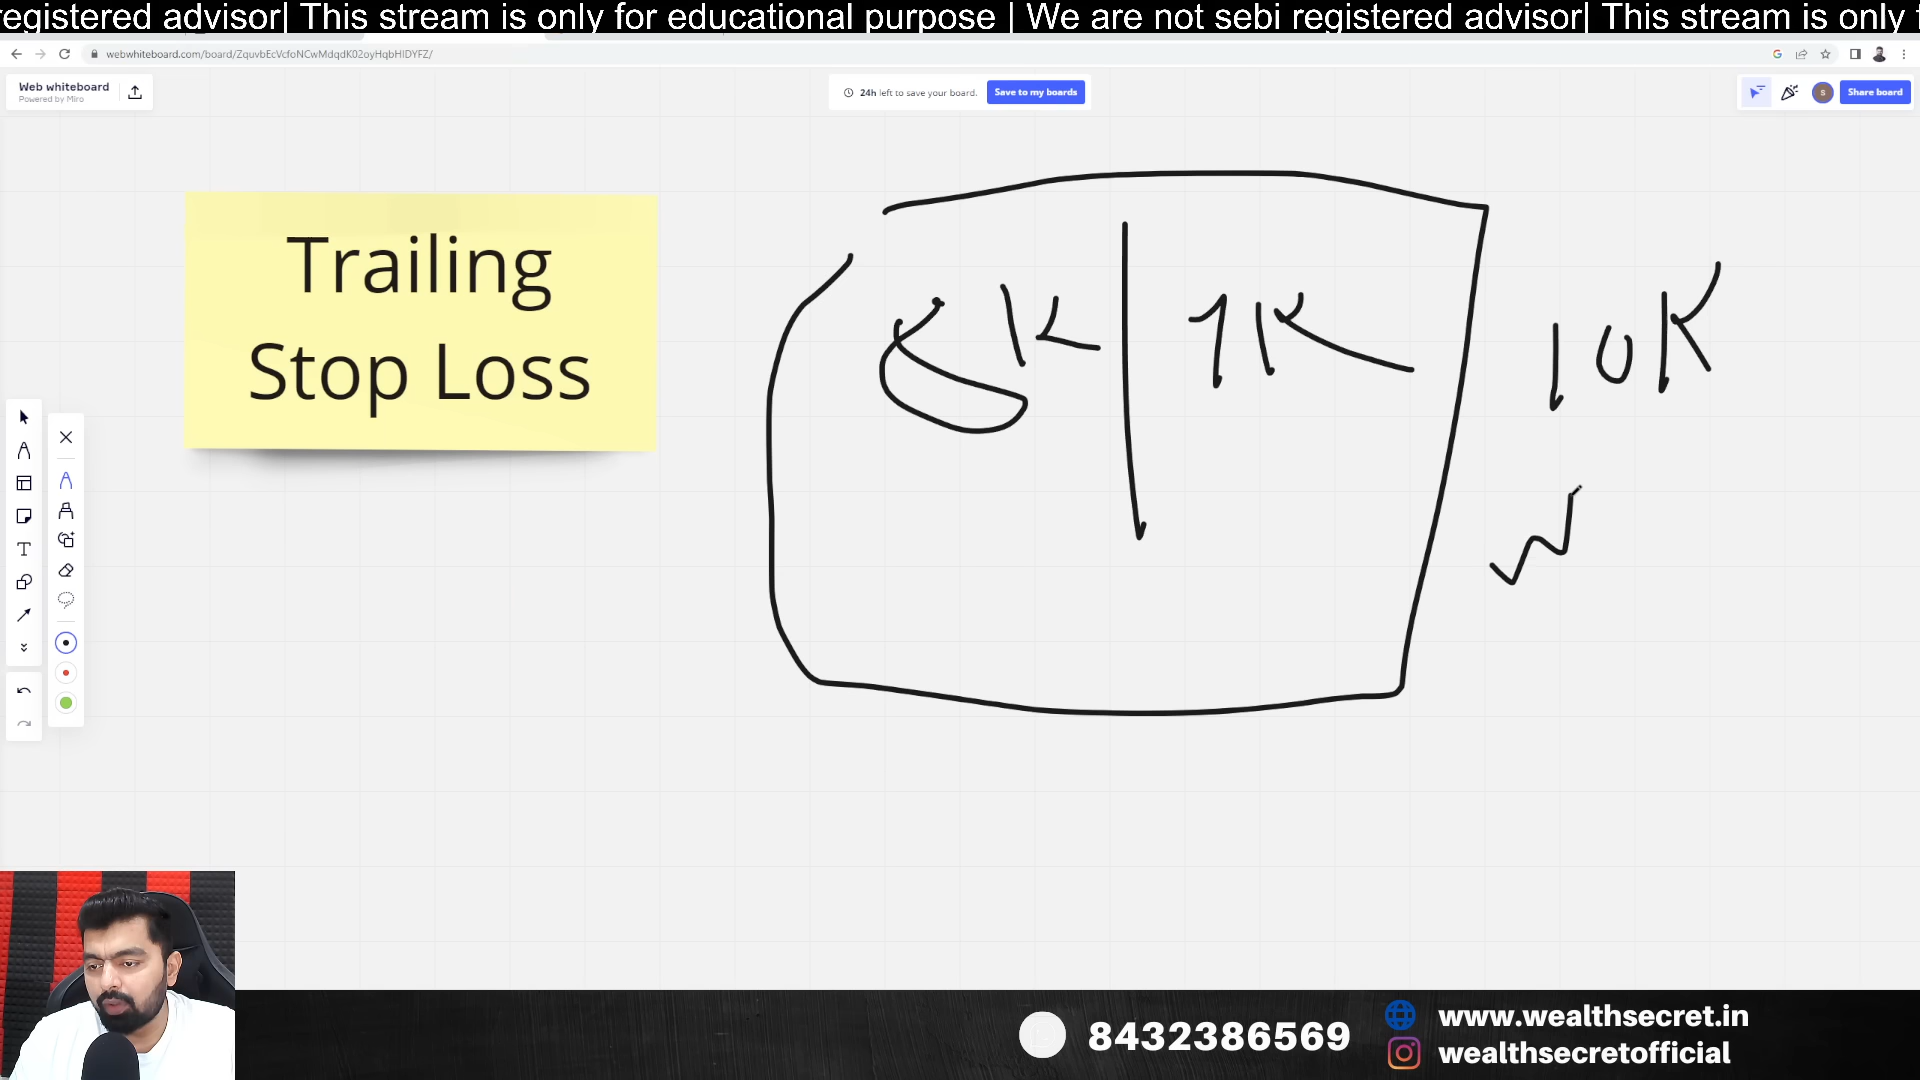 registered advisor| This stream is only for educational purpose | We are not sebi registered advisor| This stream is only f
webwhiteboard.com/board/ZquvbEcVcfoNCwMdqdK02oyHqbHIDYFZ/
Web whiteboard
Powered by Miro
24h left to save your board.
Save to my boards
S
Share board
Trailing
Stop Loss
K
1K
10K
8432386569
www.wealthsecret.in
wealthsecretofficial